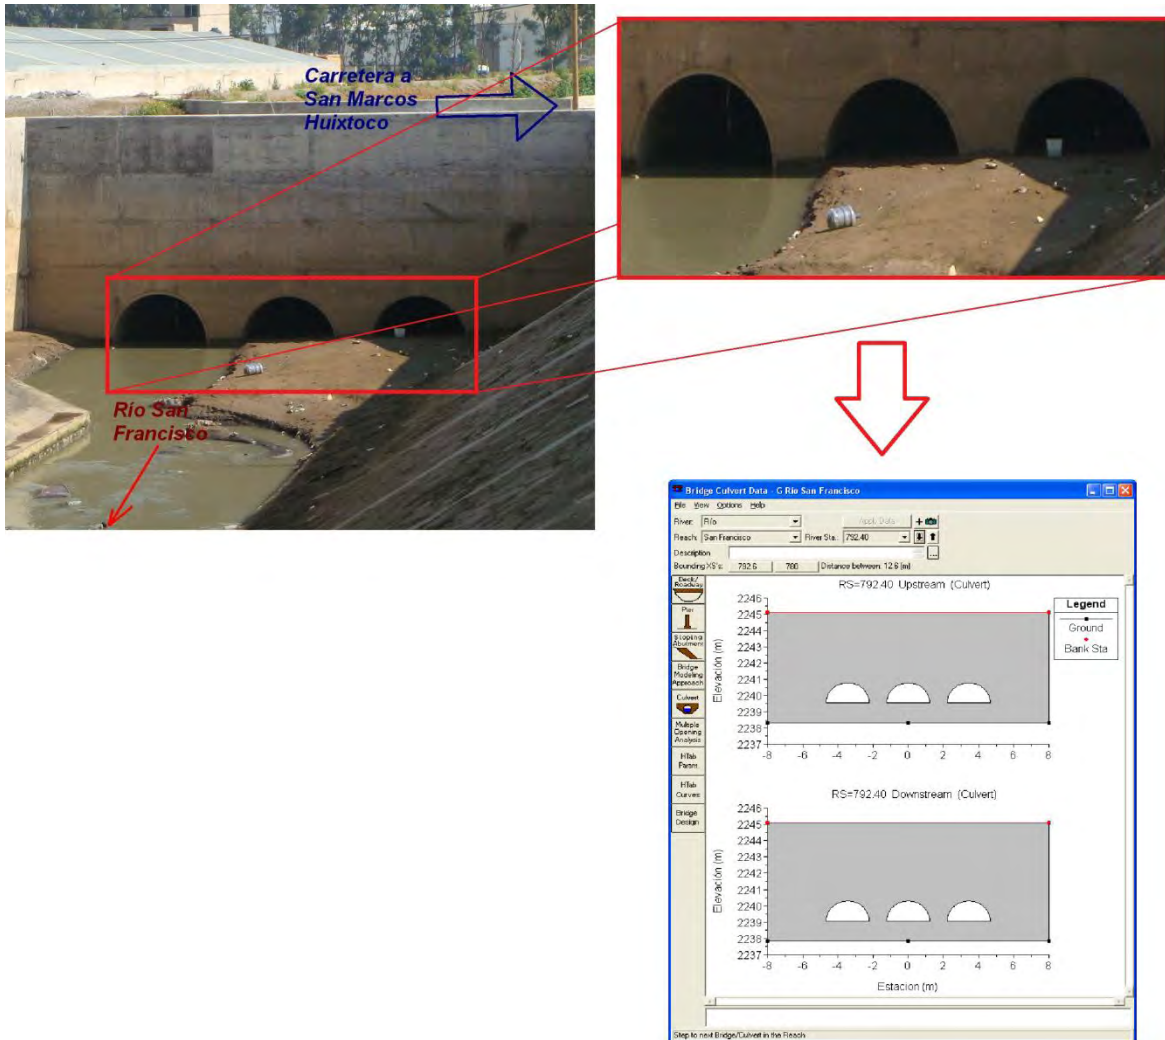 Carretera a
San Marcos
Huixtoco
Río San
Francisco
Bridge Culvert Data - G Rio San Francisco
File View Options Help
River: Río Apply Data
Reach: San Francisco River Sta.: 792.40
Description
Bounding XS's: 792.6 780 Distance between: 12.6 (m)
Deck/
Roadway
Pier
Sloping
Abutment
Bridge
Modeling
Approach
Culvert
Multiple
Opening
Analysis
HTab
Param.
HTab
Curves
Bridge
Design
RS=792.40 Upstream (Culvert)
2246
2245
2244
2243
2242
2241
2240
2239
2238
2237
Elevación (m)
-8 -6 -4 -2 0 2 4 6 8
Legend
Ground
Bank Sta
RS=792.40 Downstream (Culvert)
2246
2245
2244
2243
2242
2241
2240
2239
2238
2237
Elevación (m)
-8 -6 -4 -2 0 2 4 6 8
Estacion (m)
Step to next Bridge/Culvert in the Reach